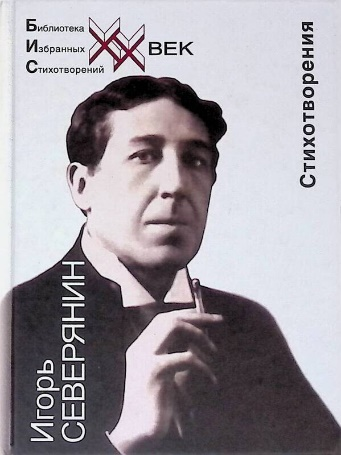 Библиотека
Избранных
Стихотворений
XX ВЕК
Стихотворения
Игорь
СЕВЕРЯНИН